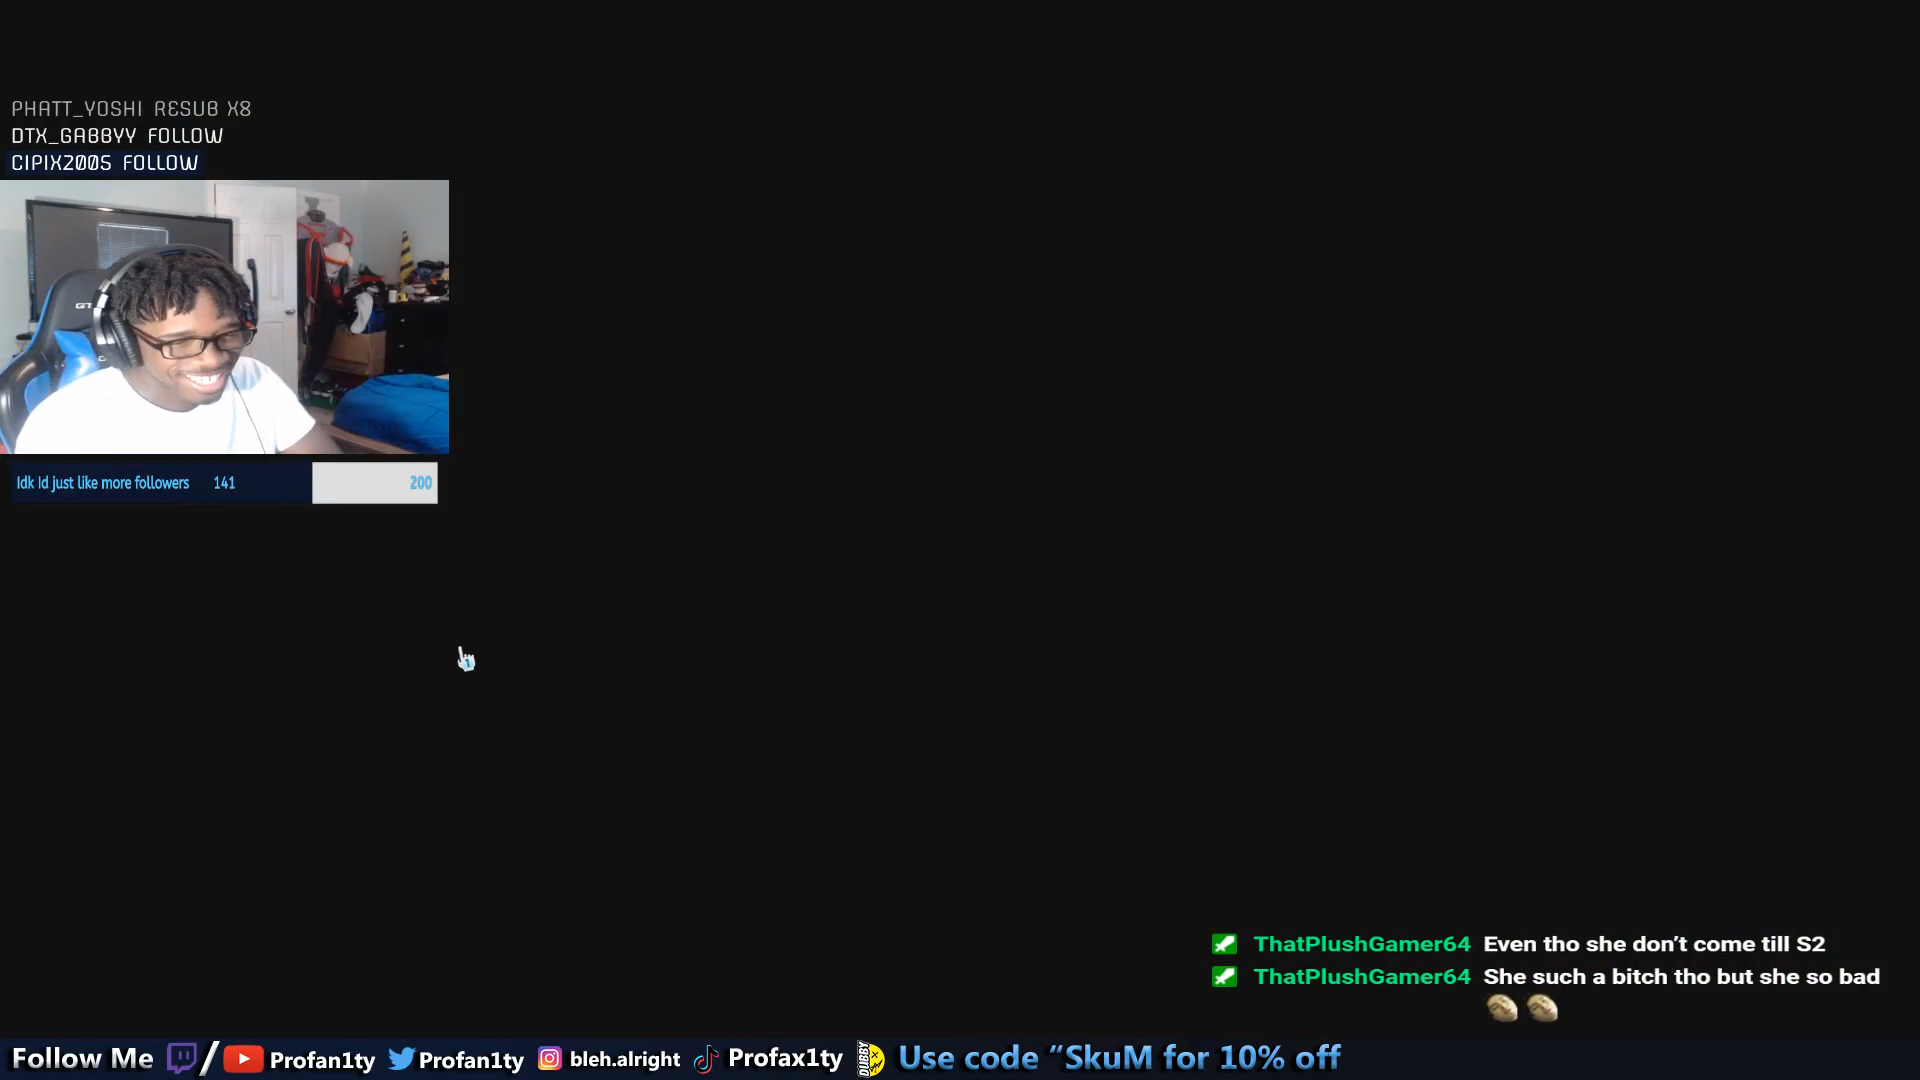 PHATT_YOSHI RESUB X8
DTX_GABBYY FOLLOW
CIPIX2005 FOLLOW
GT
Idk Id just like more followers 141 200
ThatPlushGamer64 Even tho she don't come till S2
ThatPlushGamer64 She such a bitch tho but she so bad
Follow Me / Profan1ty Profan1ty bleh.alright Profax1ty DUBBY Use code “SkuM for 10% off